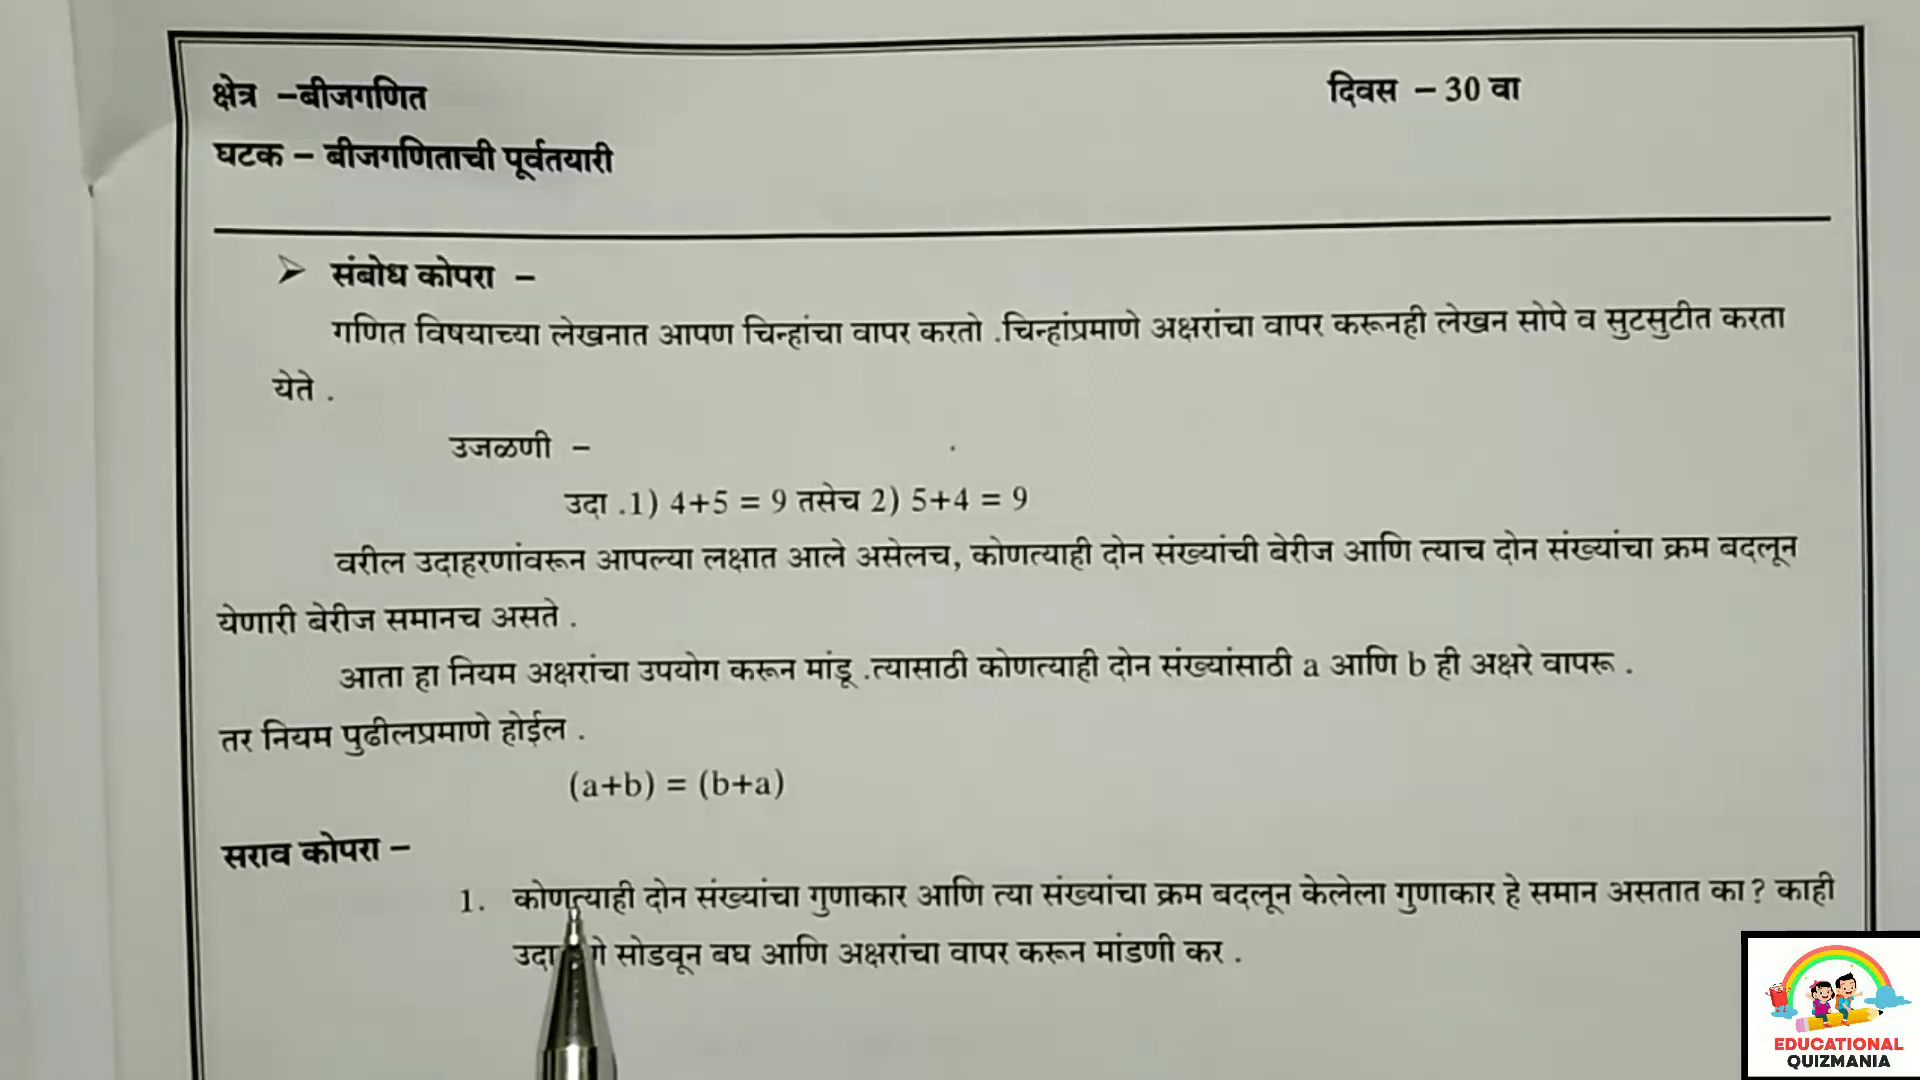 क्षेत्र –बीजगणित
दिवस – 30 वा
घटक – बीजगणिताची पूर्वतयारी
➤ संबोध कोपरा –
गणित विषयाच्या लेखनात आपण चिन्हांचा वापर करतो .चिन्हांप्रमाणे अक्षरांचा वापर करूनही लेखन सोपे व सुटसुटीत करता
येते .
उजळणी –
उदा .1) 4+5 = 9 तसेच 2) 5+4 = 9
वरील उदाहरणांवरून आपल्या लक्षात आले असेलच, कोणत्याही दोन संख्यांची बेरीज आणि त्याच दोन संख्यांचा क्रम बदलून
येणारी बेरीज समानच असते .
आता हा नियम अक्षरांचा उपयोग करून मांडू .त्यासाठी कोणत्याही दोन संख्यांसाठी a आणि b ही अक्षरे वापरू .
तर नियम पुढीलप्रमाणे होईल .
(a+b) = (b+a)
सराव कोपरा –
1. कोणत्याही दोन संख्यांचा गुणाकार आणि त्या संख्यांचा क्रम बदलून केलेला गुणाकार हे समान असतात का? काही
सोडवून बघ आणि अक्षरांचा वापर करून मांडणी कर .
EDUCATIONAL
QUIZMANIA